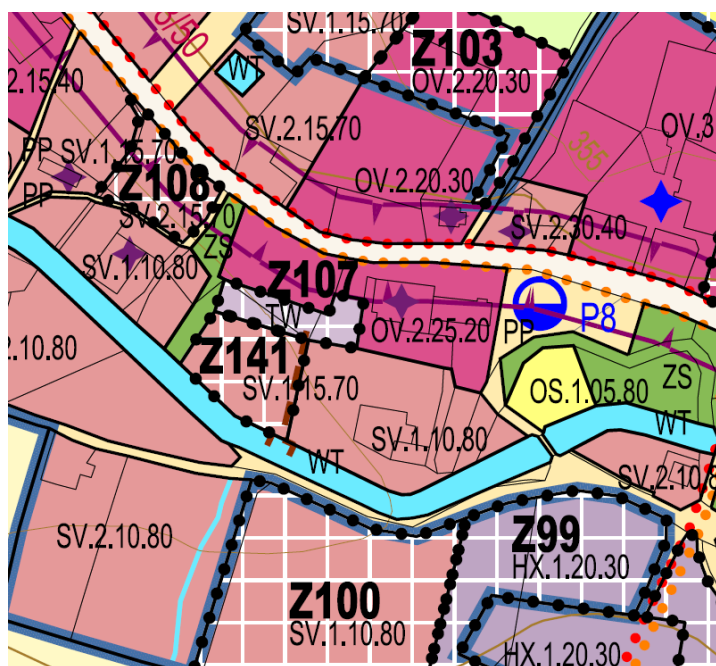 3/50
SV.1.15.70
Z103
OV.2.20.30
WT
2.15.40
SV.2.15.70
PP
SV.1.15.70
OV.3
355
PP
Z108
SV.2.15.70
OV.2.20.30
SV.2.30.40
ZS
SV.1.10.80
Z107
TW
OV.2.25.20
PP
P8
2.10.80
Z141
SV.1.15.70
ZS
OS.1.05.80
SV.1.10.80
WT
WT
SV.2.10.8
SV.2.10.80
Z99
HX.1.20.30
Z100
SV.1.10.80
HX.1.20.30